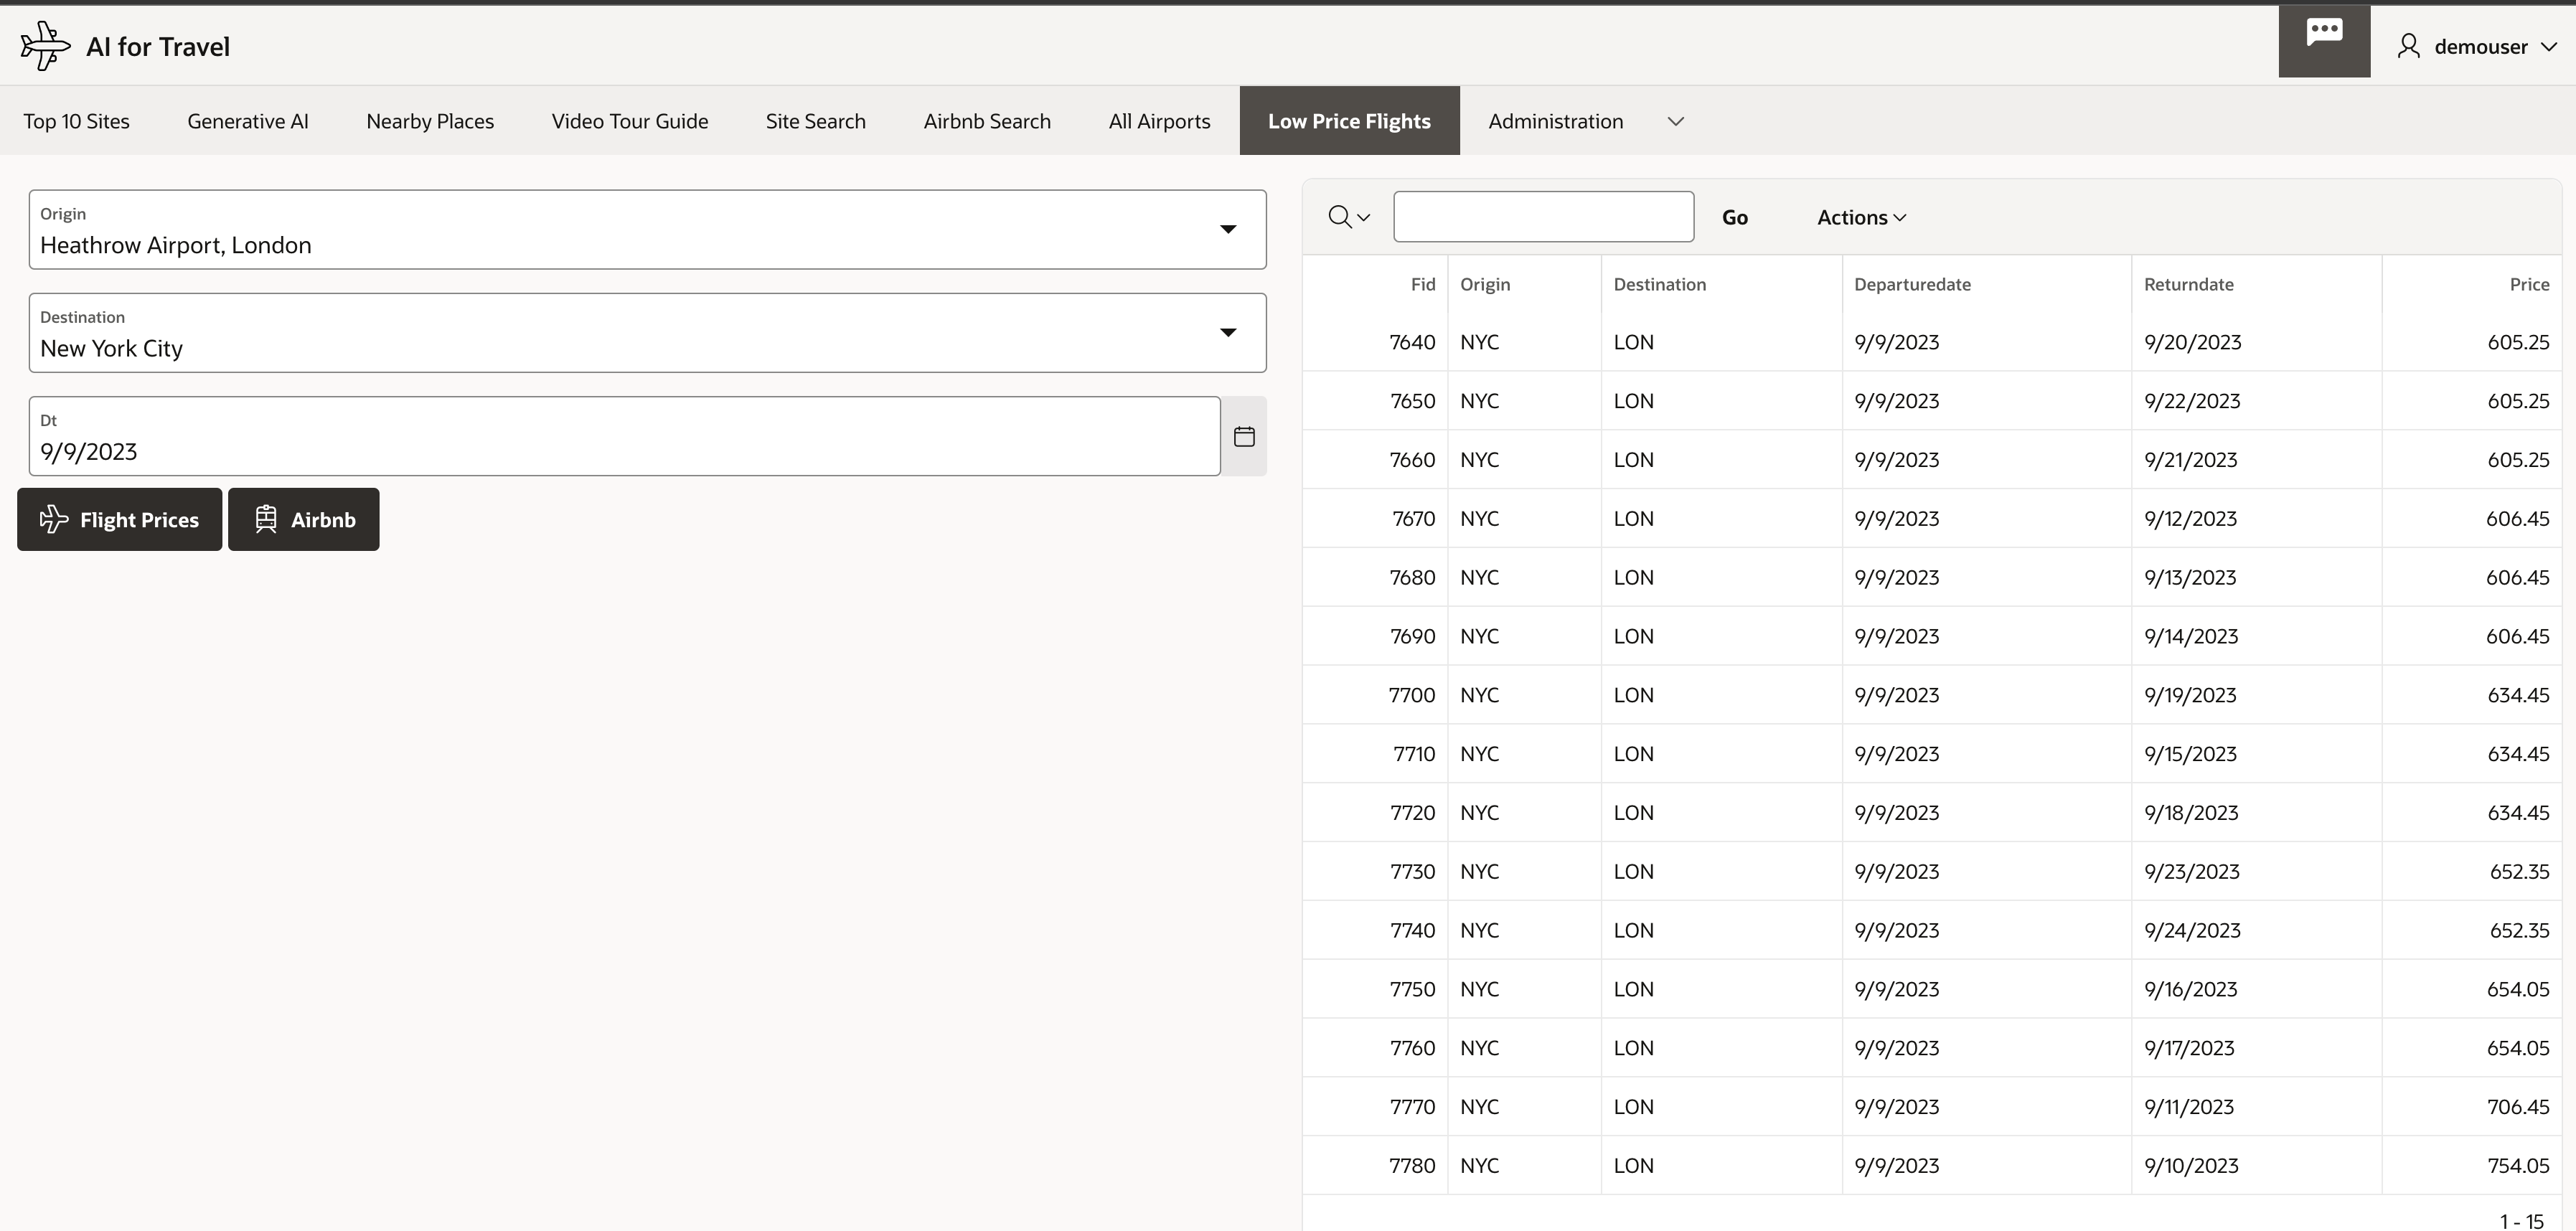 AI for Travel
demouser
Top 10 Sites Generative AI Nearby Places Video Tour Guide Site Search Airbnb Search All Airports Low Price Flights Administration
Origin
Heathrow Airport, London
Destination
New York City
Dt
9/9/2023
Flight Prices Airbnb
Go Actions
Fid Origin Destination Departuredate Returndate Price
7640 NYC LON 9/9/2023 9/20/2023 605.25
7650 NYC LON 9/9/2023 9/22/2023 605.25
7660 NYC LON 9/9/2023 9/21/2023 605.25
7670 NYC LON 9/9/2023 9/12/2023 606.45
7680 NYC LON 9/9/2023 9/13/2023 606.45
7690 NYC LON 9/9/2023 9/14/2023 606.45
7700 NYC LON 9/9/2023 9/19/2023 634.45
7710 NYC LON 9/9/2023 9/15/2023 634.45
7720 NYC LON 9/9/2023 9/18/2023 634.45
7730 NYC LON 9/9/2023 9/23/2023 652.35
7740 NYC LON 9/9/2023 9/24/2023 652.35
7750 NYC LON 9/9/2023 9/16/2023 654.05
7760 NYC LON 9/9/2023 9/17/2023 654.05
7770 NYC LON 9/9/2023 9/11/2023 706.45
7780 NYC LON 9/9/2023 9/10/2023 754.05
1 - 15